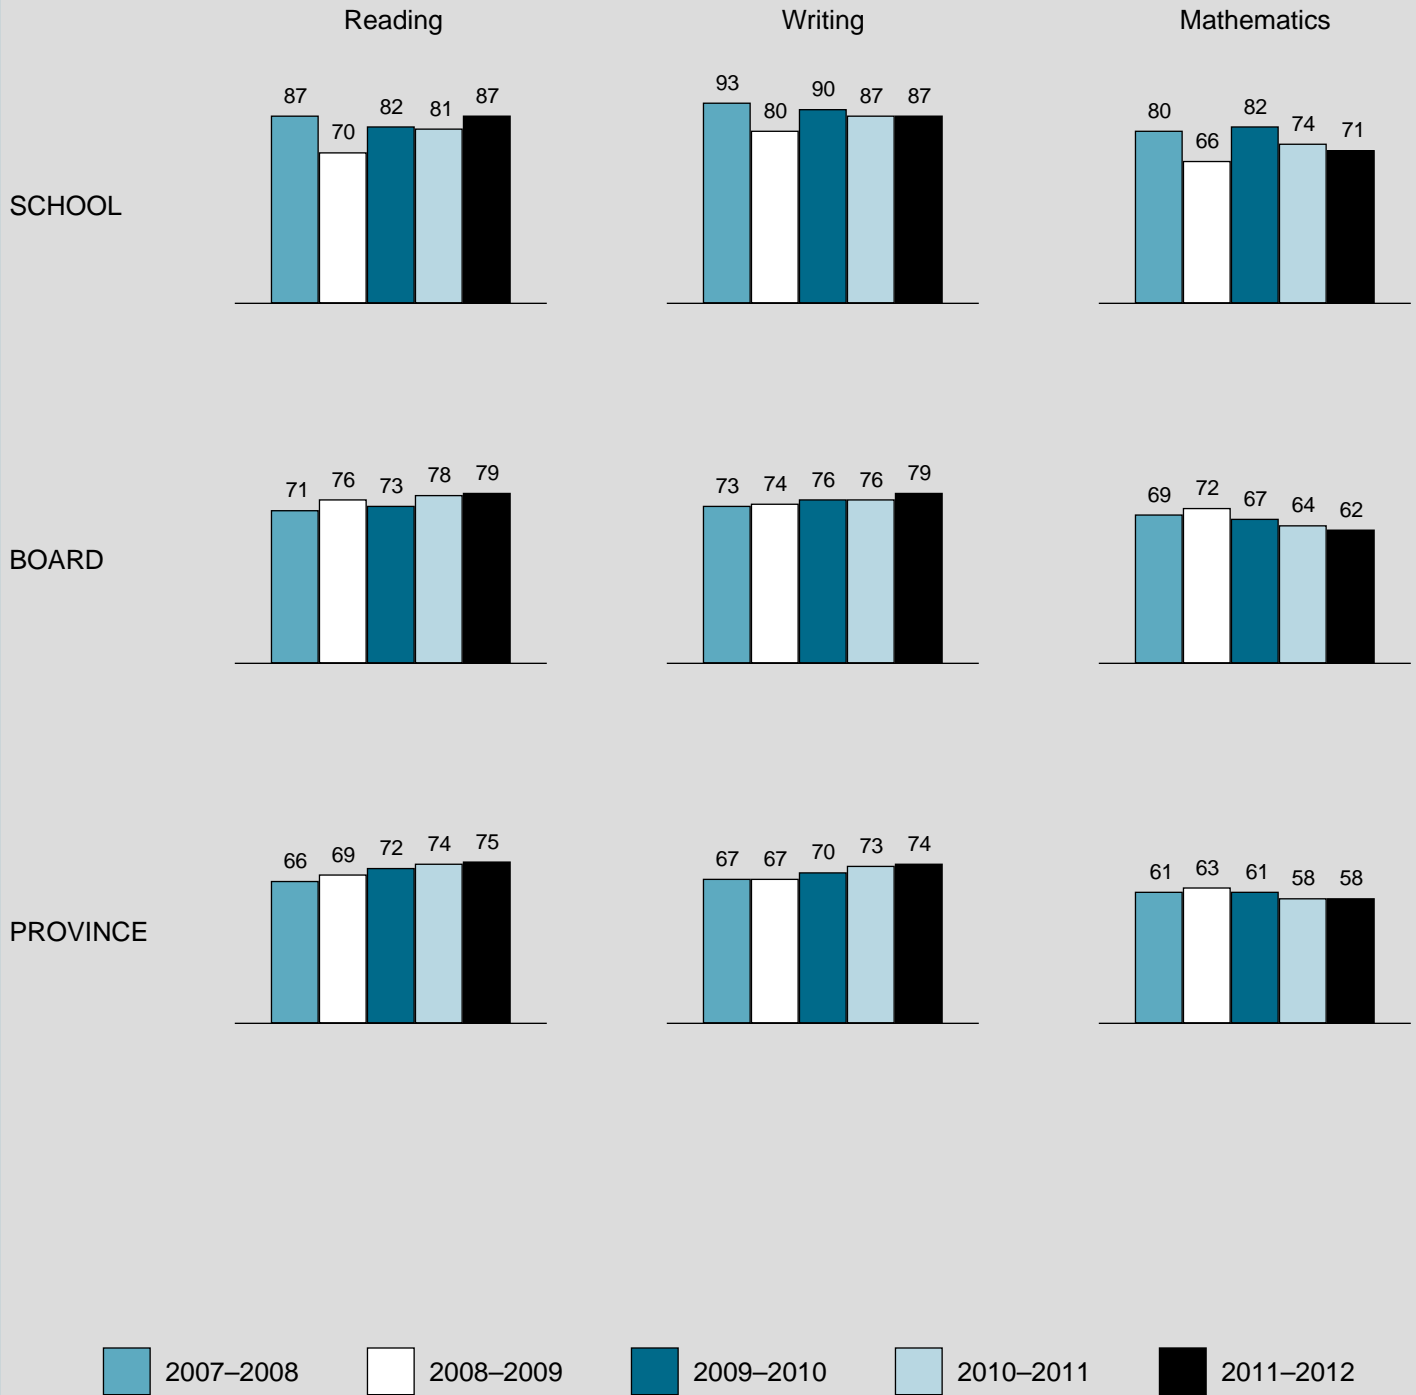 Reading Writing Mathematics
87 70 82 81 87 93 80 90 87 87 80 66 82 74 71
SCHOOL
71 76 73 78 79 73 74 76 76 79 69 72 67 64 62
BOARD
66 69 72 74 75 67 67 70 73 74 61 63 61 58 58
PROVINCE
2007–2008 2008–2009 2009–2010 2010–2011 2011–2012